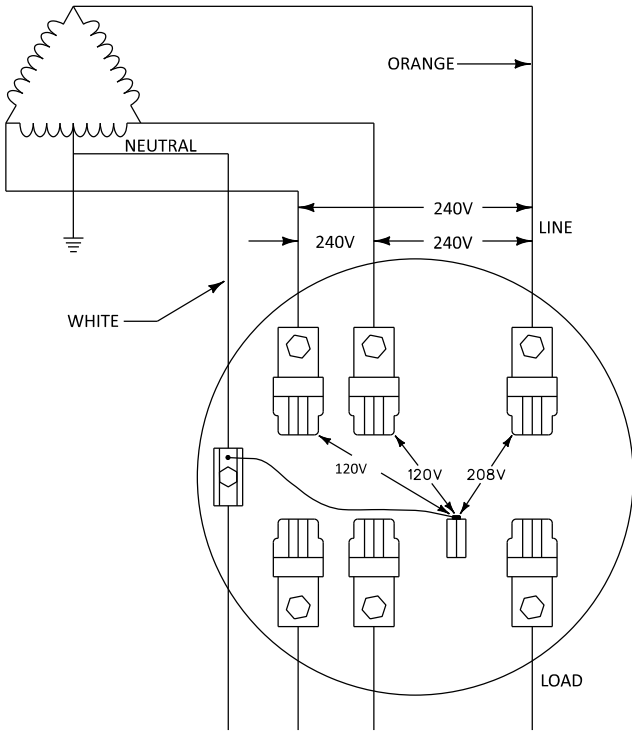 ORANGE
NEUTRAL
240V
LINE
240V
240V
WHITE
120V
120V
208V
LOAD